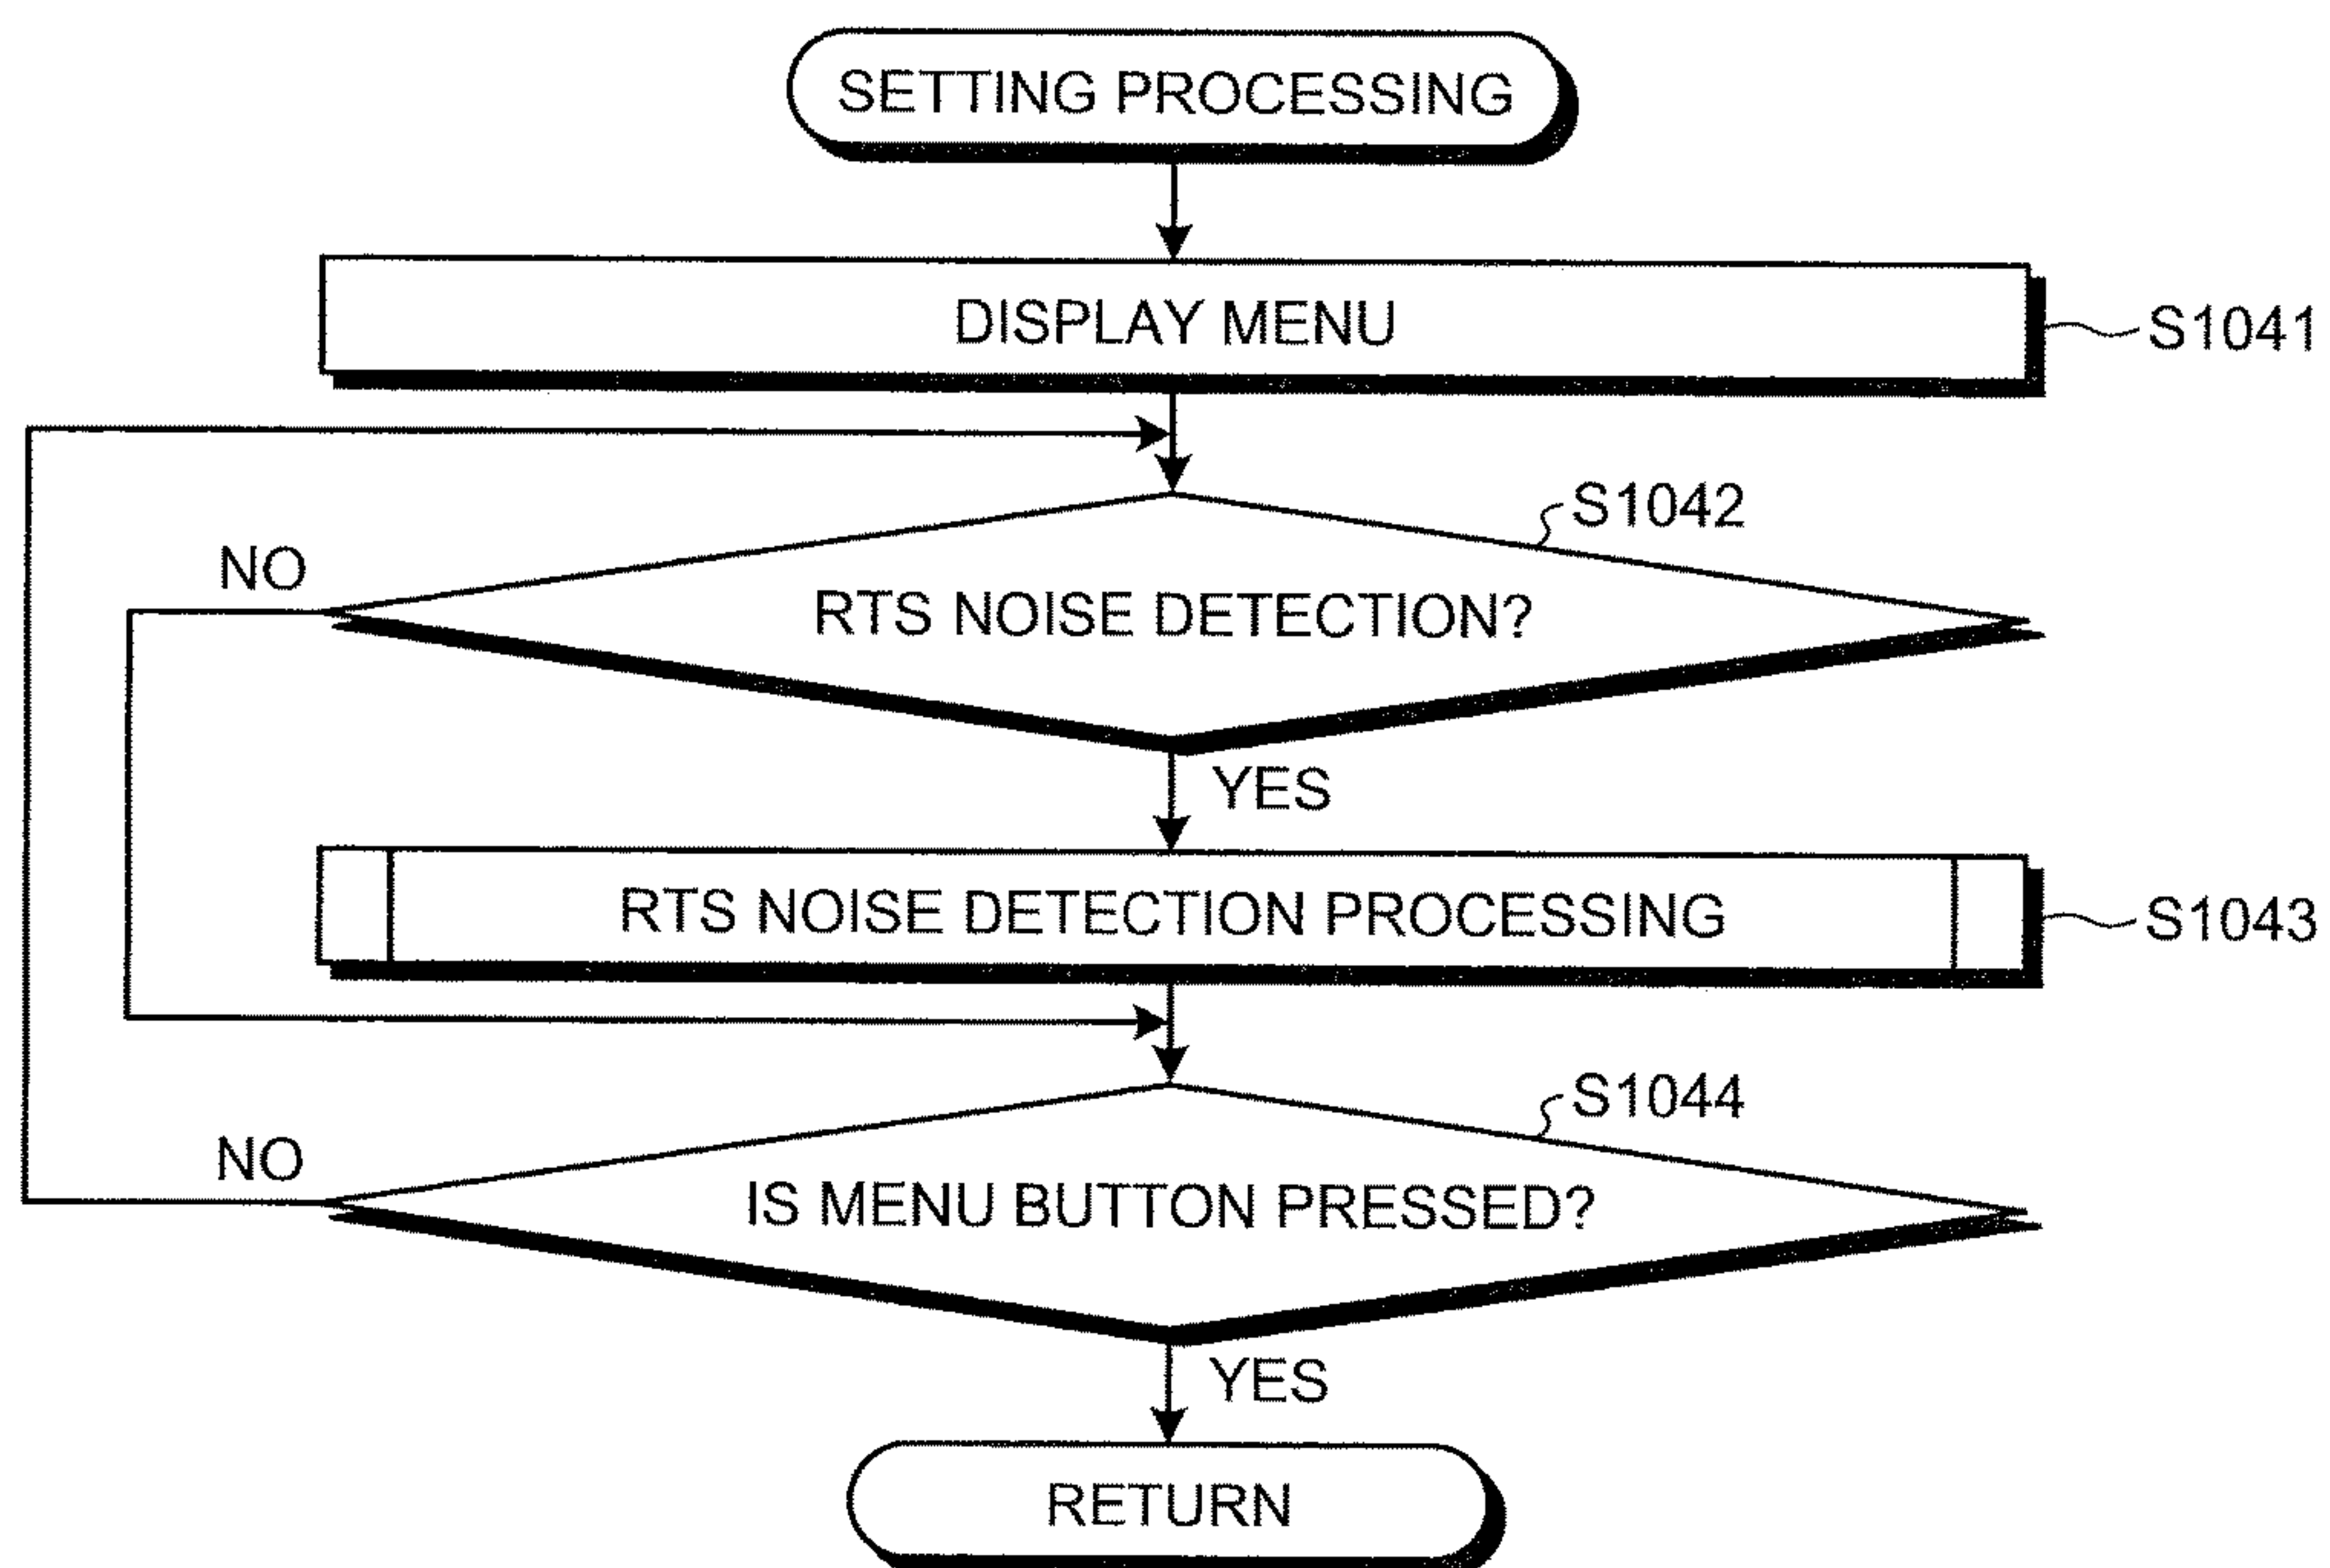 SETTING PROCESSING
DISPLAY MENU
S1041
S1042
NO
RTS NOISE DETECTION?
YES
RTS NOISE DETECTION PROCESSING
S1043
S1044
NO
IS MENU BUTTON PRESSED?
YES
RETURN